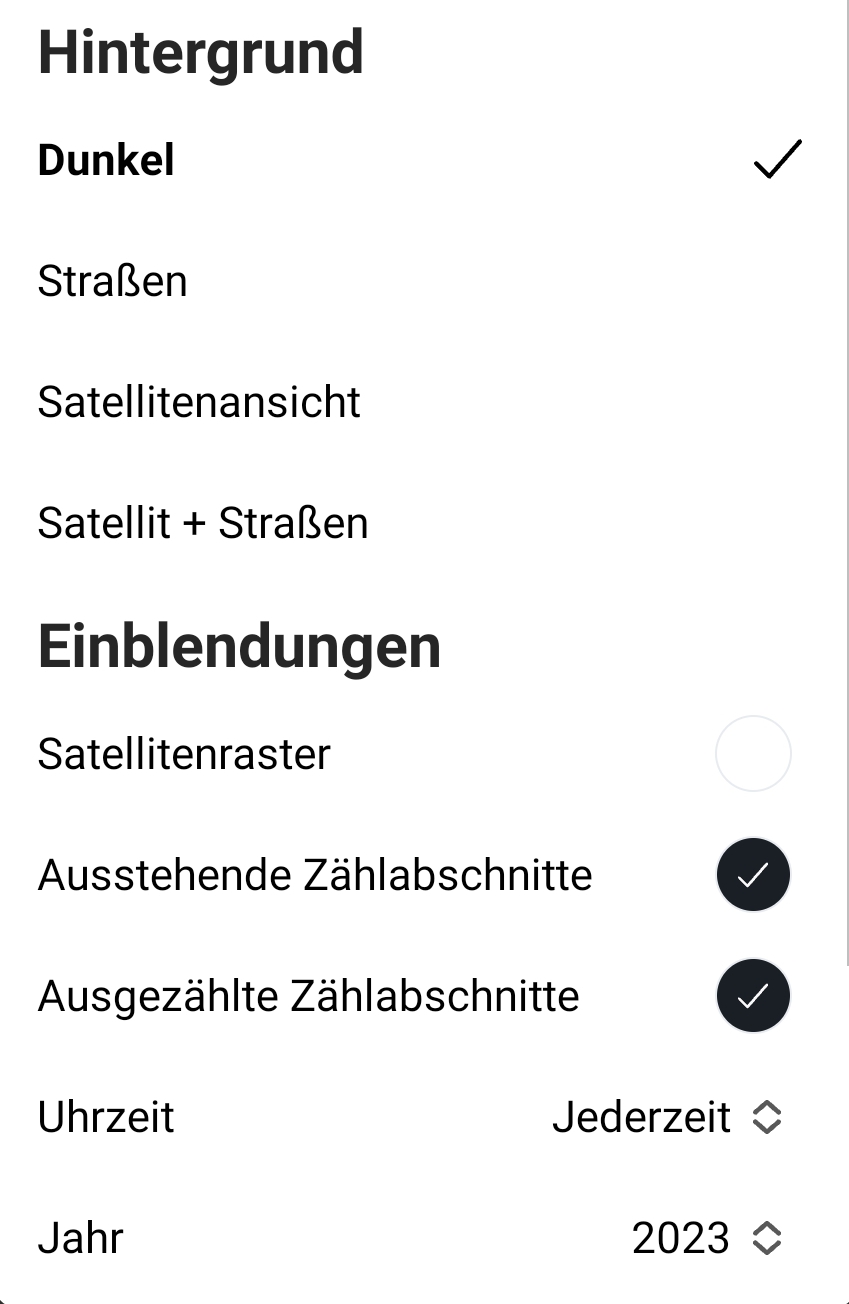 Hintergrund
Dunkel
Straßen
Satellitenansicht
Satellit + Straßen
Einblendungen
Satellitenraster
Ausstehende Zählabschnitte
Ausgezählte Zählabschnitte
Uhrzeit Jederzeit
Jahr 2023